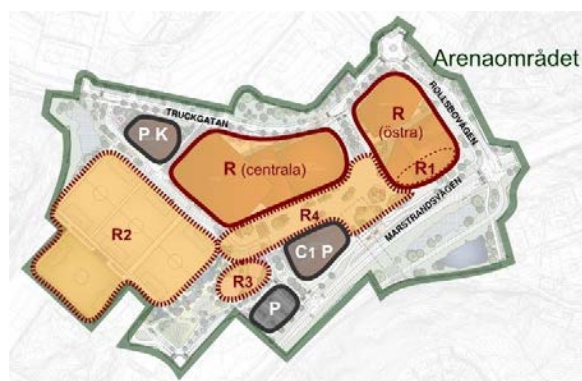 Arenaområdet
TRUCKGATAN
ROLLSBOVÄGEN
P K
R
(östra)
R (centrala)
R1
MARSTRANDSVÄGEN
R4
R2
C1 P
R3
P